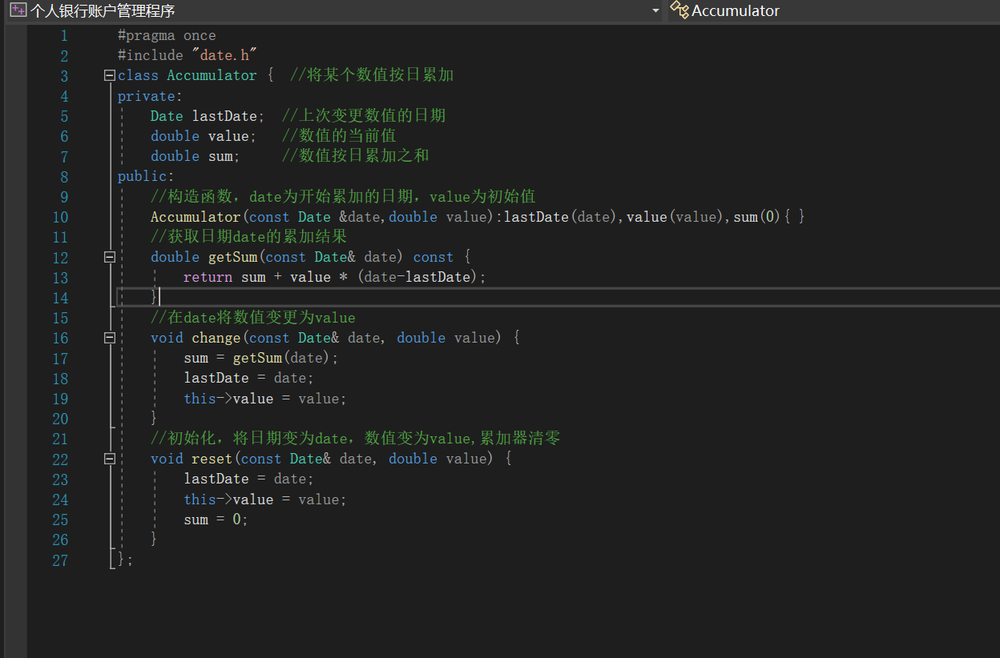 个人银行账户管理程序 Accumulator
1 #pragma once
2 #include "date.h"
3 class Accumulator { //将某个数值按日累加
4 private:
5 Date lastDate; //上次变更数值的日期
6 double value; //数值的当前值
7 double sum; //数值按日累加之和
8 public:
9 //构造函数，date为开始累加的日期，value为初始值
10 Accumulator(const Date &date,double value):lastDate(date),value(value),sum(0){ }
11 //获取日期date的累加结果
12 double getSum(const Date& date) const {
13 return sum + value * (date-lastDate);
14 }
15 //在date将数值变更为value
16 void change(const Date& date, double value) {
17 sum = getSum(date);
18 lastDate = date;
19 this->value = value;
20 }
21 //初始化，将日期变为date，数值变为value,累加器清零
22 void reset(const Date& date, double value) {
23 lastDate = date;
24 this->value = value;
25 sum = 0;
26 }
27 };